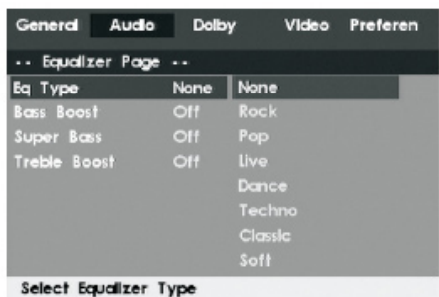 General Audio Dolby Video Preferen
-- Equalizer Page --
Eq Type None None
Bass Boost Off Rock
Super Bass Off Pop
Treble Boost Off Live
Dance
Techno
Classic
Soft
Select Equalizer Type